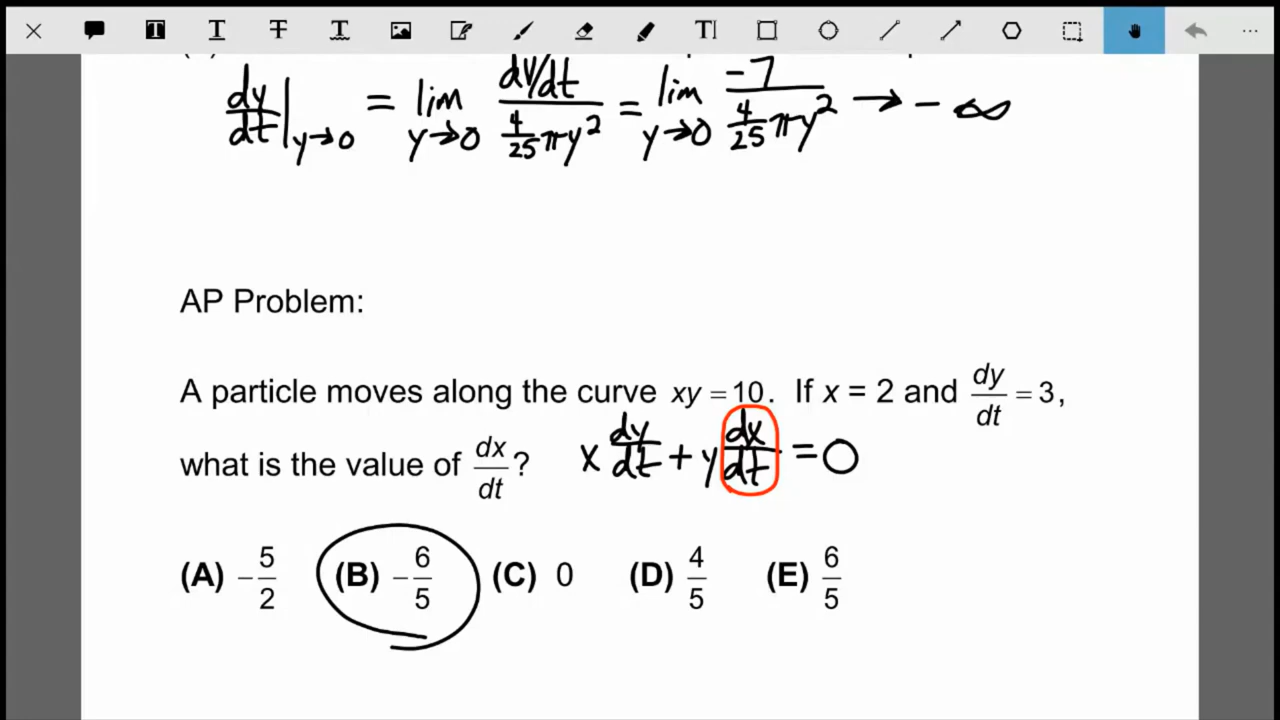 dy/dt|y→0 = lim y→0 (dV/dt)/(4/25 πy²) = lim y→0 -7/(4/25 πy²) → -∞
AP Problem:
A particle moves along the curve xy = 10. If x = 2 and dy/dt = 3,
what is the value of dx/dt? x dy/dt + y dx/dt = 0
(A) -5/2 (B) -6/5 (C) 0 (D) 4/5 (E) 6/5